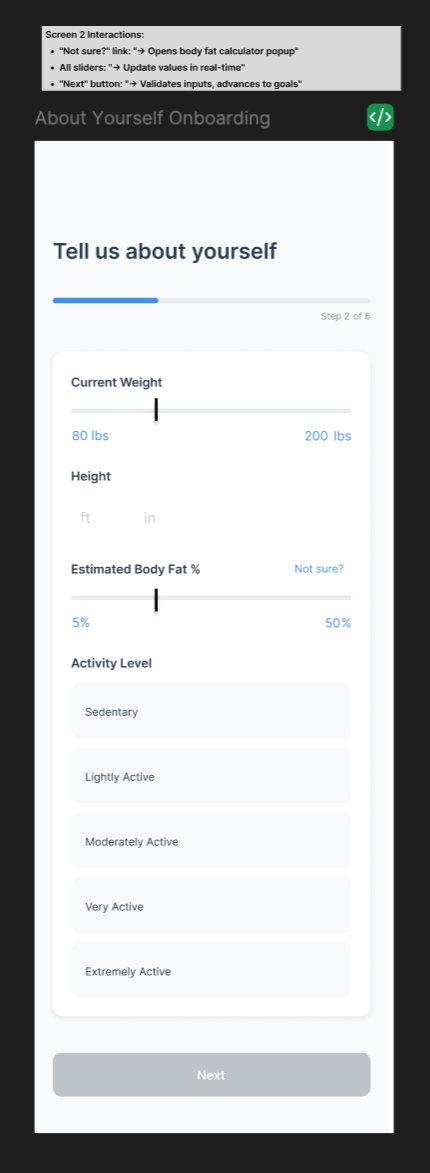 Screen 2 Interactions:
• "Not sure?" link: "→ Opens body fat calculator popup"
• All sliders: "→ Update values in real-time"
• "Next" button: "→ Validates inputs, advances to goals"
About Yourself Onboarding </>
Tell us about yourself
Step 2 of 6
Current Weight
80 lbs 200 lbs
Height
ft in
Estimated Body Fat % Not sure?
5% 50%
Activity Level
Sedentary
Lightly Active
Moderately Active
Very Active
Extremely Active
Next